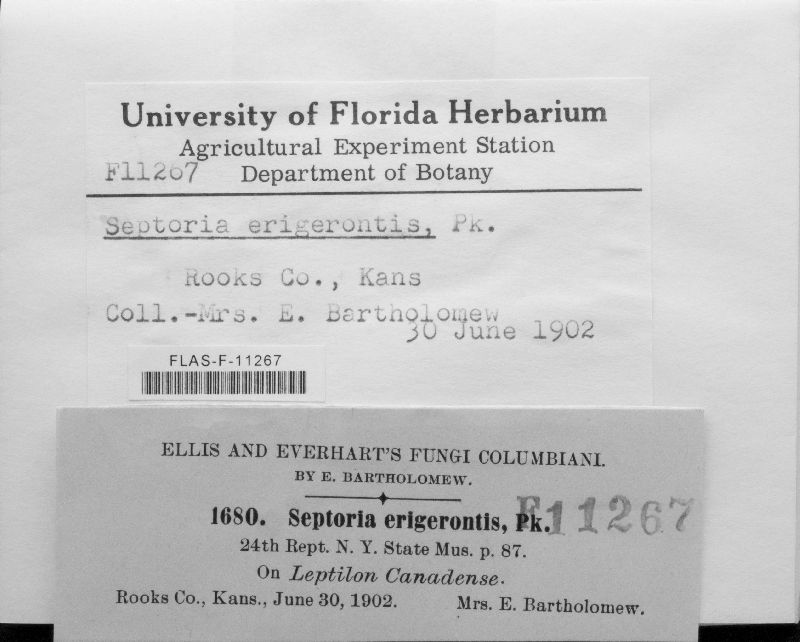 University of Florida Herbarium
Agricultural Experiment Station
F11267 Department of Botany
Septoria erigerontis, Pk.
Rooks Co., Kans
Coll.-Mrs. E. Bartholomew
30 June 1902
FLAS-F-11267
ELLIS AND EVERHART'S FUNGI COLUMBIANI.
BY E. BARTHOLOMEW.
1680. Septoria erigerontis, Pk. F11267
24th Rept. N. Y. State Mus. p. 87.
On Leptilon Canadense.
Rooks Co., Kans., June 30, 1902. Mrs. E. Bartholomew.